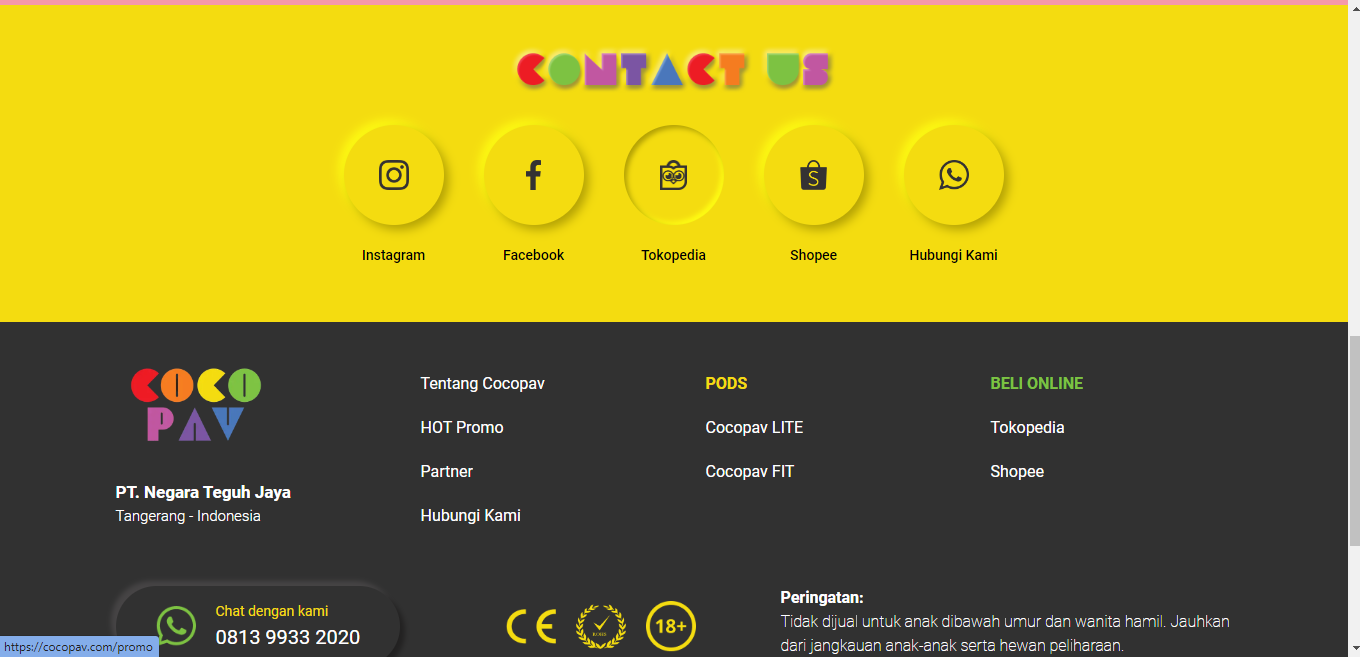 CONTACT US
Instagram
Facebook
Tokopedia
Shopee
Hubungi Kami
COCO
PAV
PT. Negara Teguh Jaya
Tangerang - Indonesia
Tentang Cocopav
HOT Promo
Partner
Hubungi Kami
PODS
Cocopav LITE
Cocopav FIT
BELI ONLINE
Tokopedia
Shopee
Chat dengan kami
0813 9933 2020
CE
18+
Peringatan:
Tidak dijual untuk anak dibawah umur dan wanita hamil. Jauhkan
dari jangkauan anak-anak serta hewan peliharaan.
https://cocopav.com/promo